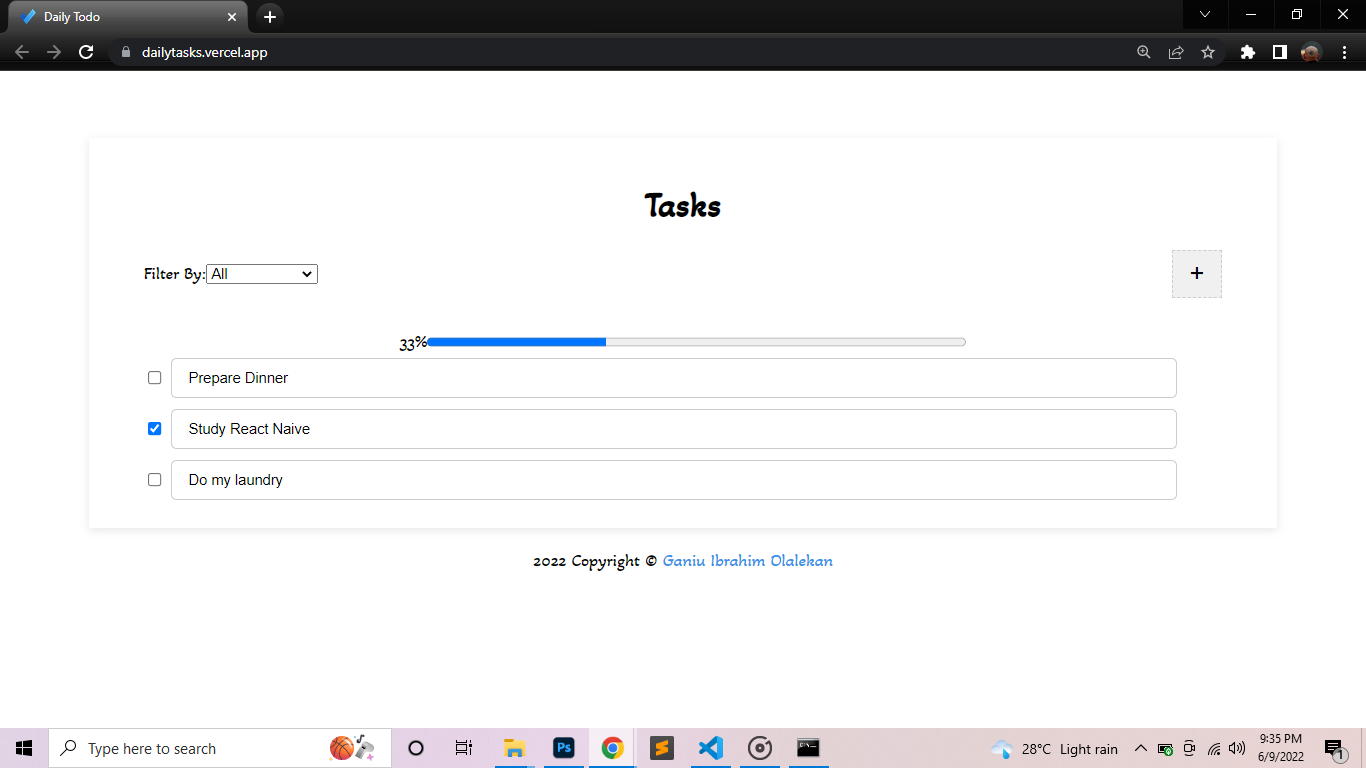 Daily Todo
dailytasks.vercel.app
Tasks
Filter By: All
+
33%
Prepare Dinner
Study React Naive
Do my laundry
2022 Copyright © Ganiu Ibrahim Olalekan
Type here to search
Ps
28°C Light rain
9:35 PM
6/9/2022
1